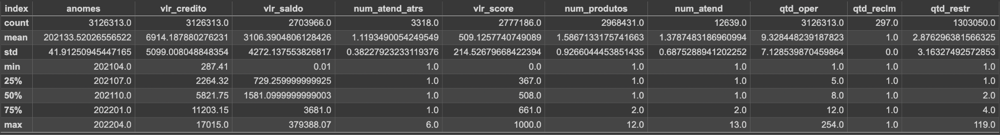 index anomes vlr_credito vlr_saldo num_atend_atrs vlr_score num_produtos num_atend qtd_oper qtd_reclm qtd_restr
count 3126313.0 3126313.0 2703966.0 3318.0 2777186.0 2968431.0 12639.0 3126313.0 297.0 1303050.0
mean 202133.52026556522 6914.187880276231 3106.3904806128426 1.1193490054249549 509.1257740749089 1.5867133175741663 1.3787483186960994 9.328448239187823 1.0 2.876296381566325
std 41.91250945447165 5099.008048848354 4272.137553826817 0.38227923233119376 214.52679668422394 0.9266044453851435 0.6875288941202252 7.128539870459864 0.0 3.16327492572853
min 202104.0 287.41 0.01 1.0 0.0 1.0 1.0 1.0 1.0 1.0
25% 202107.0 2264.32 729.259999999925 1.0 367.0 1.0 1.0 5.0 1.0 1.0
50% 202110.0 5821.75 1581.0999999999003 1.0 508.0 1.0 1.0 8.0 1.0 2.0
75% 202201.0 11203.15 3681.0 1.0 661.0 2.0 2.0 12.0 1.0 4.0
max 202204.0 17015.0 379388.07 6.0 1000.0 12.0 13.0 254.0 1.0 119.0